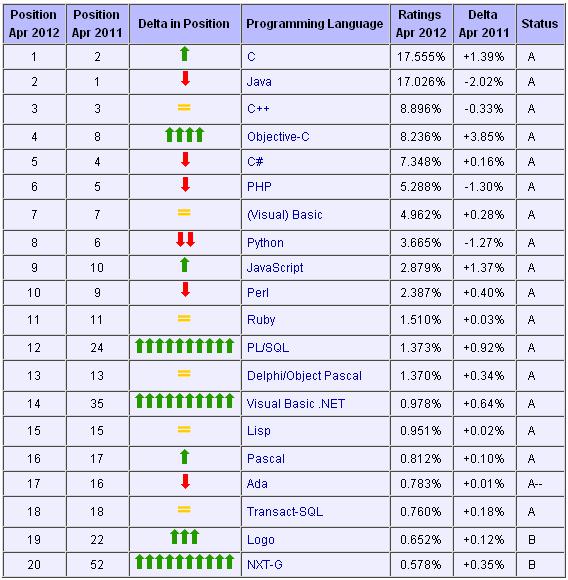 Position Apr 2012 Position Apr 2011 Delta in Position Programming Language Ratings Apr 2012 Delta Apr 2011 Status
1 2 C 17.555% +1.39% A
2 1 Java 17.026% -2.02% A
3 3 = C++ 8.896% -0.33% A
4 8 Objective-C 8.236% +3.85% A
5 4 C# 7.348% +0.16% A
6 5 PHP 5.288% -1.30% A
7 7 = (Visual) Basic 4.962% +0.28% A
8 6 Python 3.665% -1.27% A
9 10 JavaScript 2.879% +1.37% A
10 9 Perl 2.387% +0.40% A
11 11 = Ruby 1.510% +0.03% A
12 24 PL/SQL 1.373% +0.92% A
13 13 = Delphi/Object Pascal 1.370% +0.34% A
14 35 Visual Basic .NET 0.978% +0.64% A
15 15 = Lisp 0.951% +0.02% A
16 17 Pascal 0.812% +0.10% A
17 16 Ada 0.783% +0.01% A--
18 18 = Transact-SQL 0.760% +0.18% A
19 22 Logo 0.652% +0.12% B
20 52 NXT-G 0.578% +0.35% B